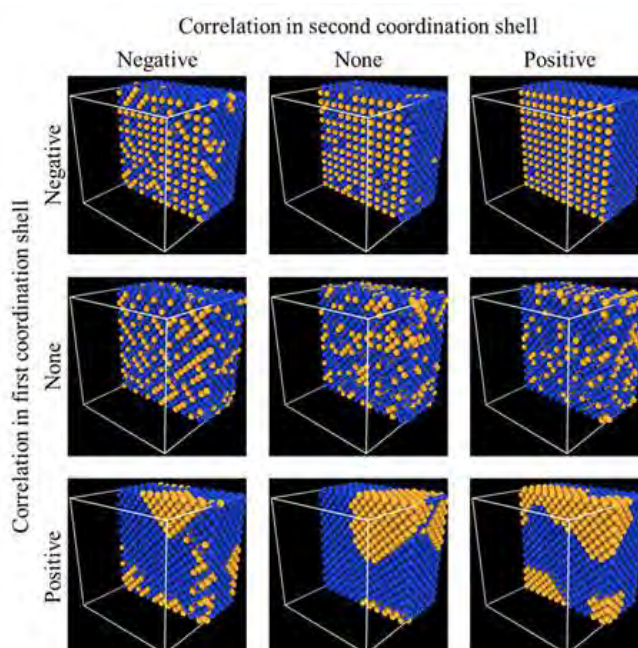 Correlation in second coordination shell
Negative None Positive
Correlation in first coordination shell
Negative
None
Positive